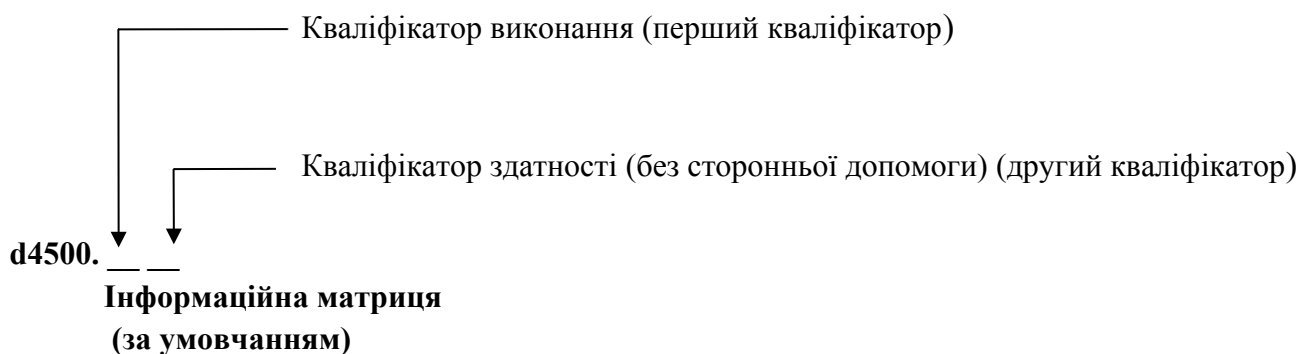 Кваліфікатор виконання (перший кваліфікатор)
Кваліфікатор здатності (без сторонньої допомоги) (другий кваліфікатор)
d4500. __ __
Інформаційна матриця
(за умовчанням)